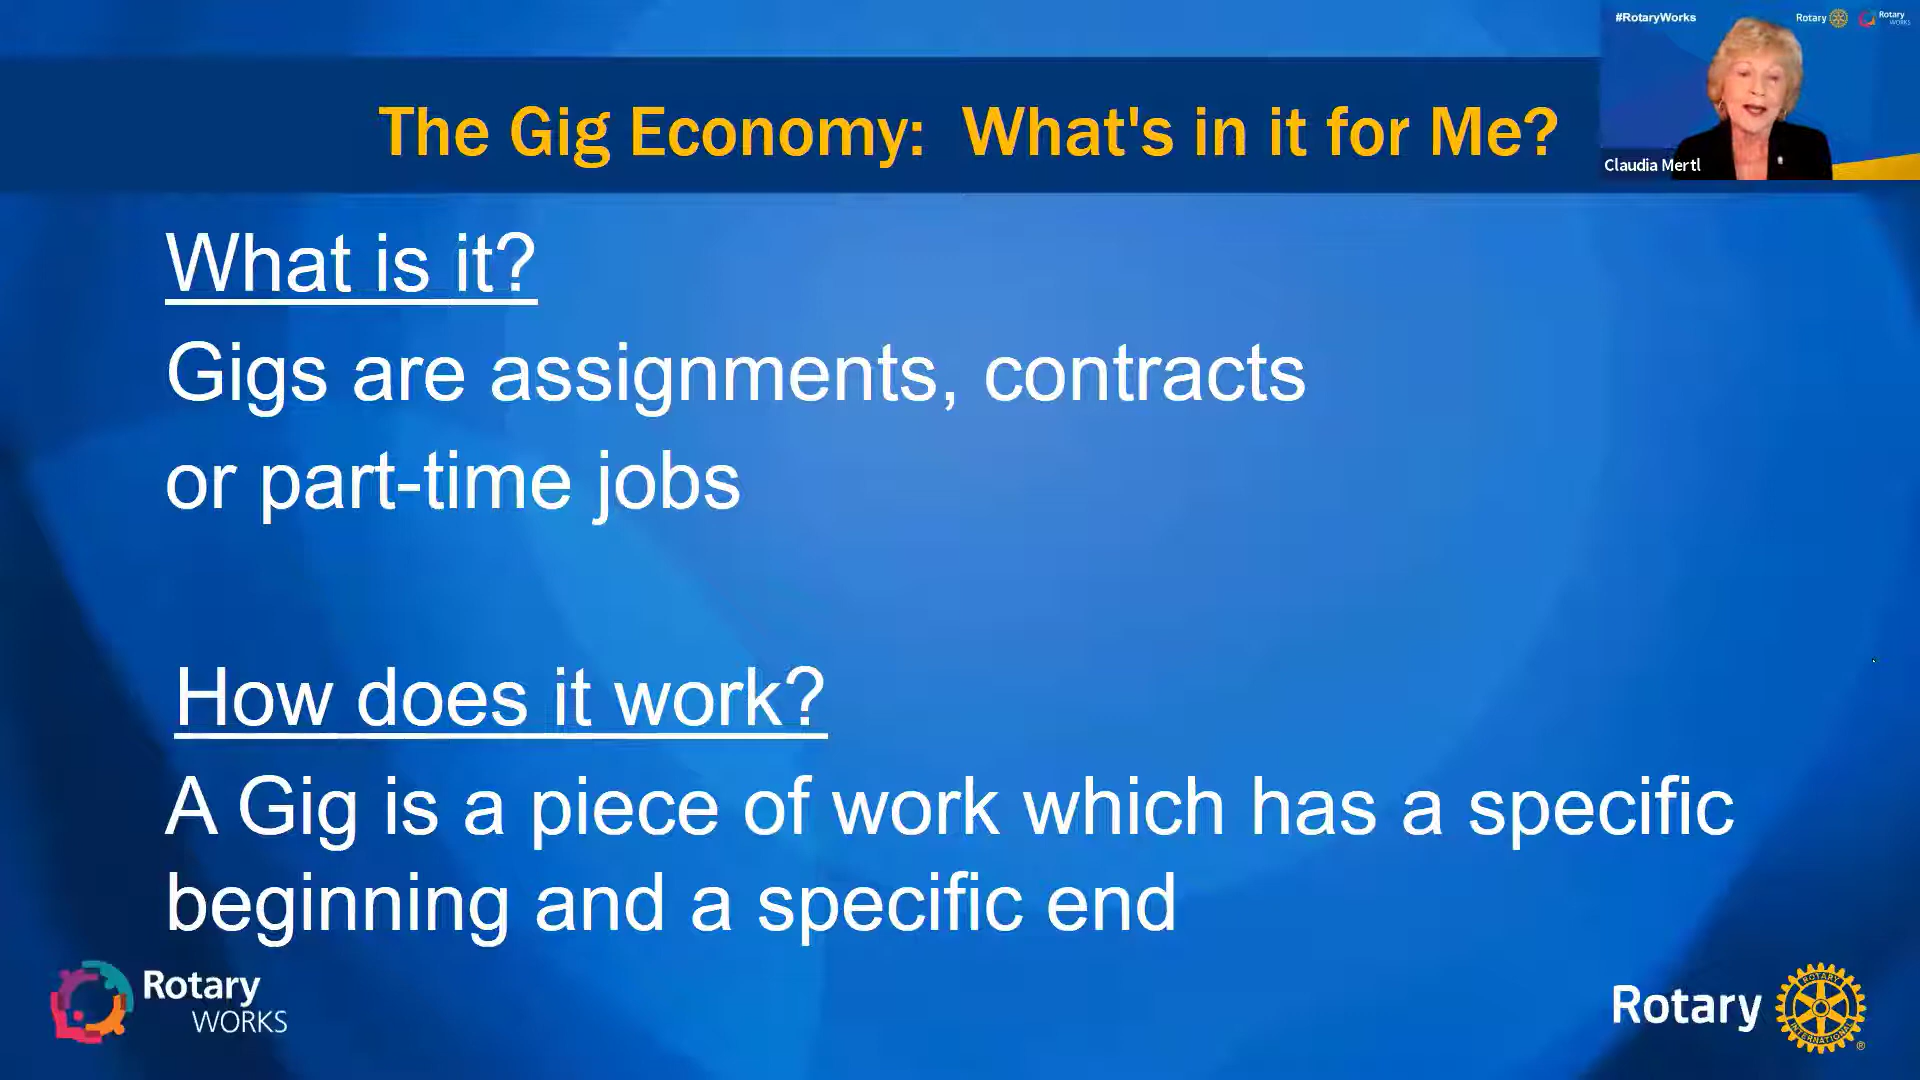 #RotaryWorks
Rotary
Rotary
WORKS
The Gig Economy: What's in it for Me?
Claudia Mertl
What is it?
Gigs are assignments, contracts
or part-time jobs
How does it work?
A Gig is a piece of work which has a specific
beginning and a specific end
Rotary
WORKS
Rotary
ROTARY
INTERNATIONAL
®